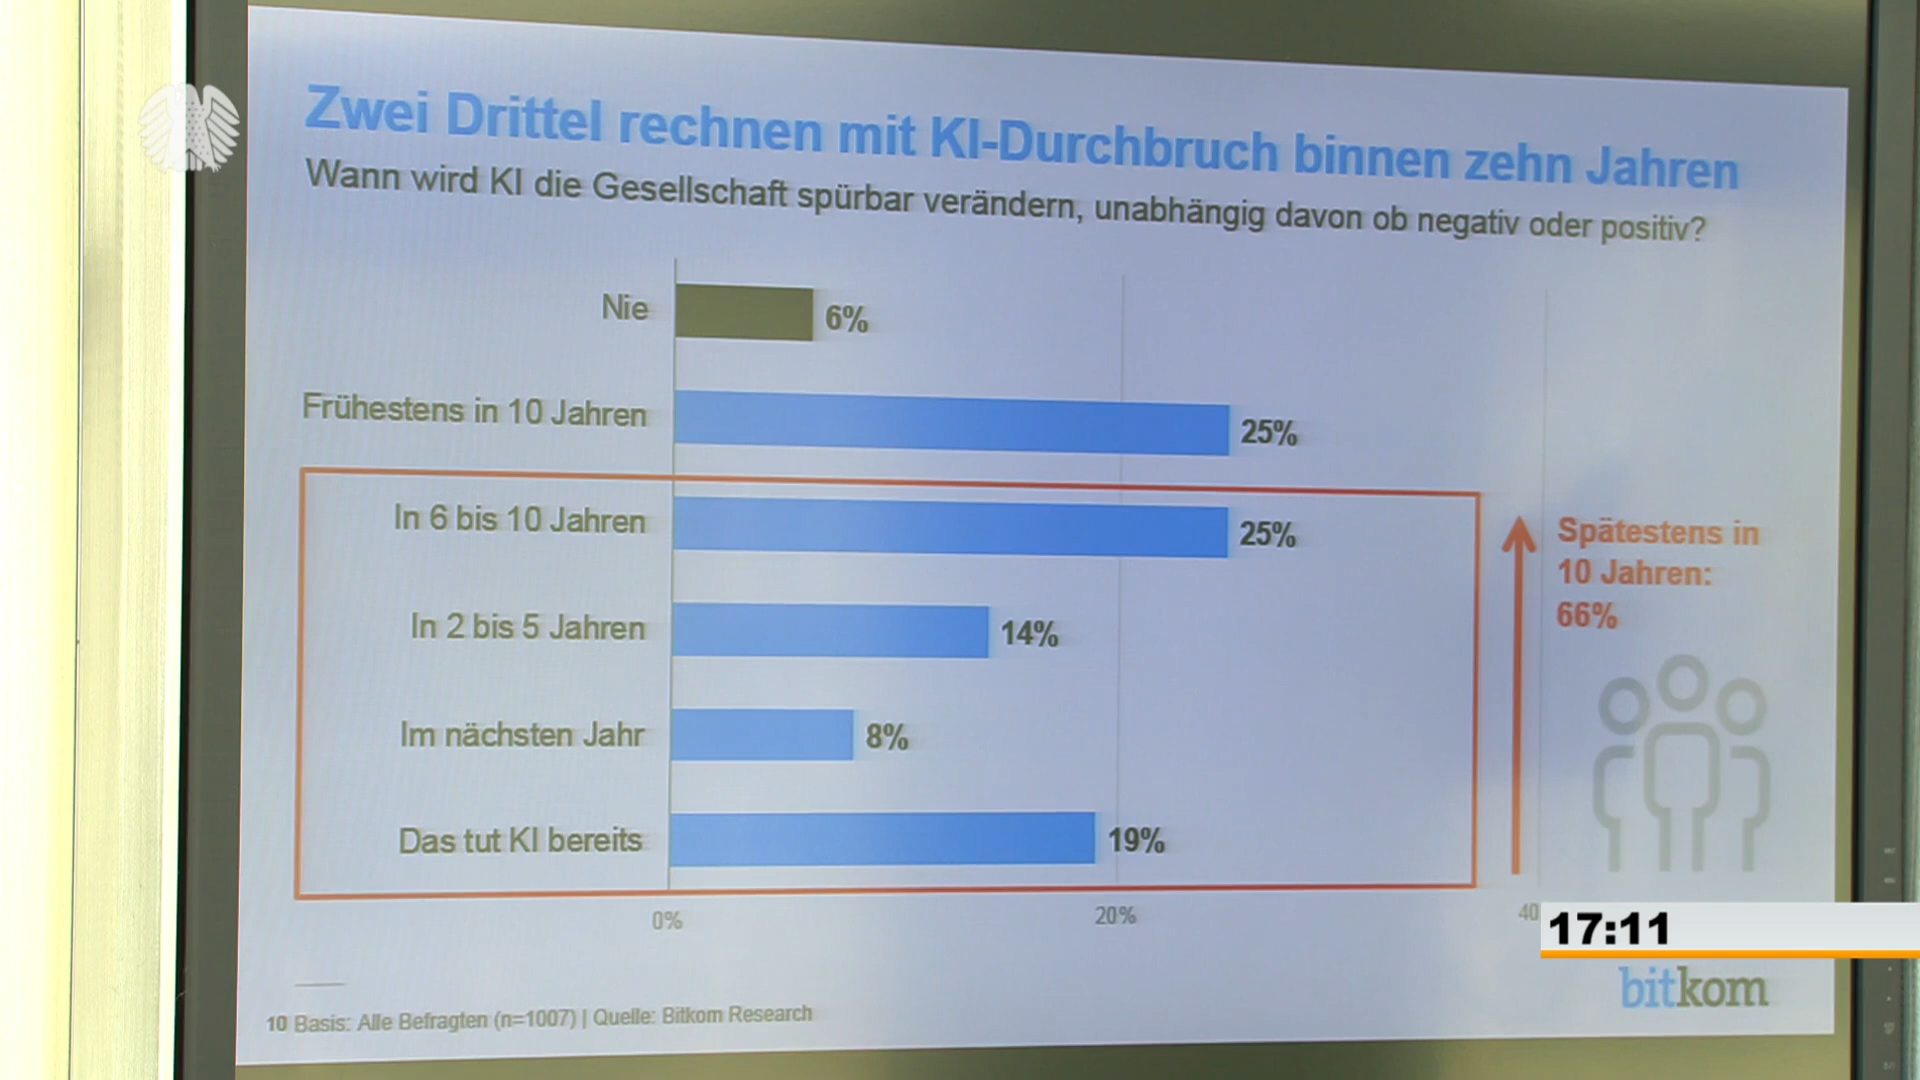 Zwei Drittel rechnen mit KI-Durchbruch binnen zehn Jahren
Wann wird KI die Gesellschaft spürbar verändern, unabhängig davon ob negativ oder positiv?
Nie 6%
Frühestens in 10 Jahren 25%
In 6 bis 10 Jahren 25%
In 2 bis 5 Jahren 14%
Im nächsten Jahr 8%
Das tut KI bereits 19%
0% 20% 40
Spätestens in
10 Jahren:
66%
17:11
bitkom
10 Basis: Alle Befragten (n=1007) | Quelle: Bitkom Research